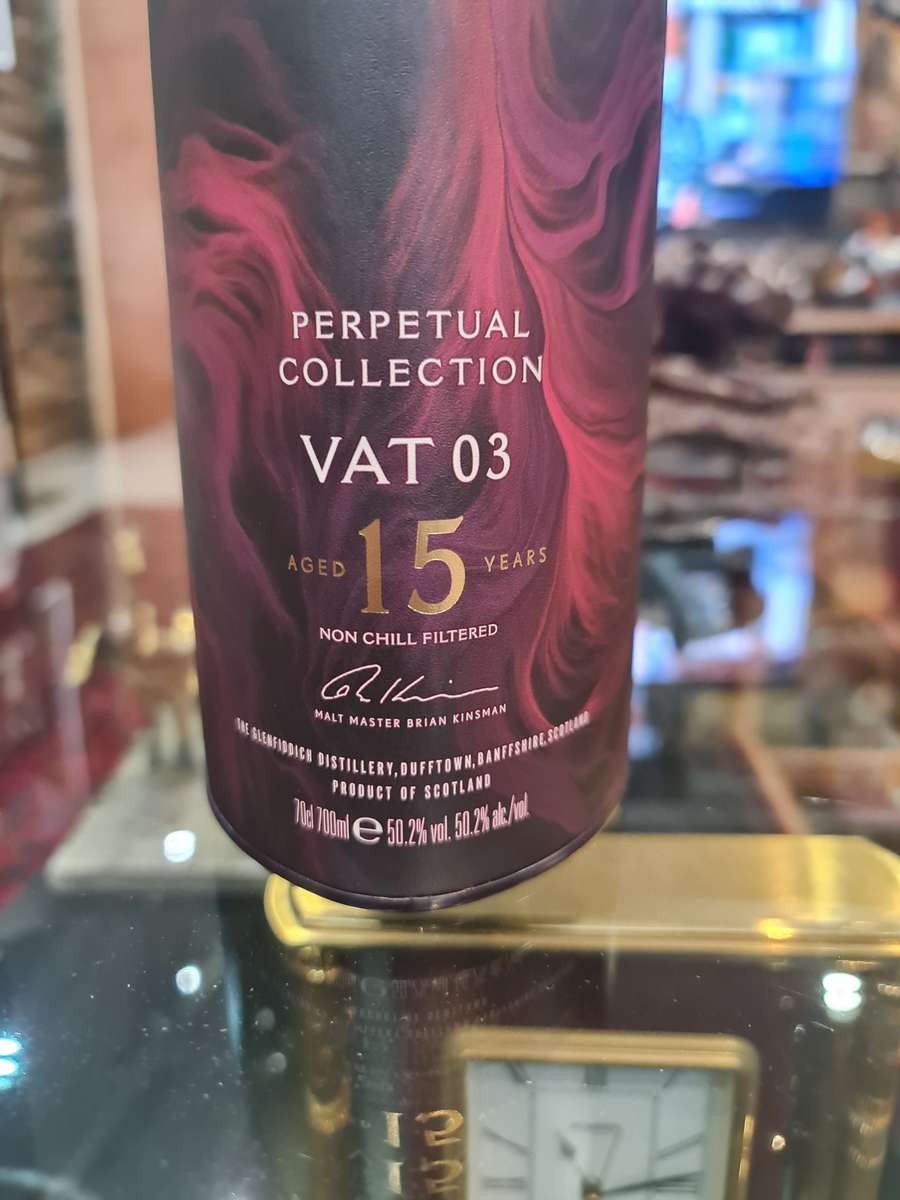 PERPETUAL
COLLECTION
VAT 03
AGED 15 YEARS
NON CHILL FILTERED
MALT MASTER BRIAN KINSMAN
THE GLENFIDDICH DISTILLERY, DUFFTOWN, BANFFSHIRE, SCOTLAND
PRODUCT OF SCOTLAND
70cl 700ml e 50.2% vol. 50.2% alc/vol.